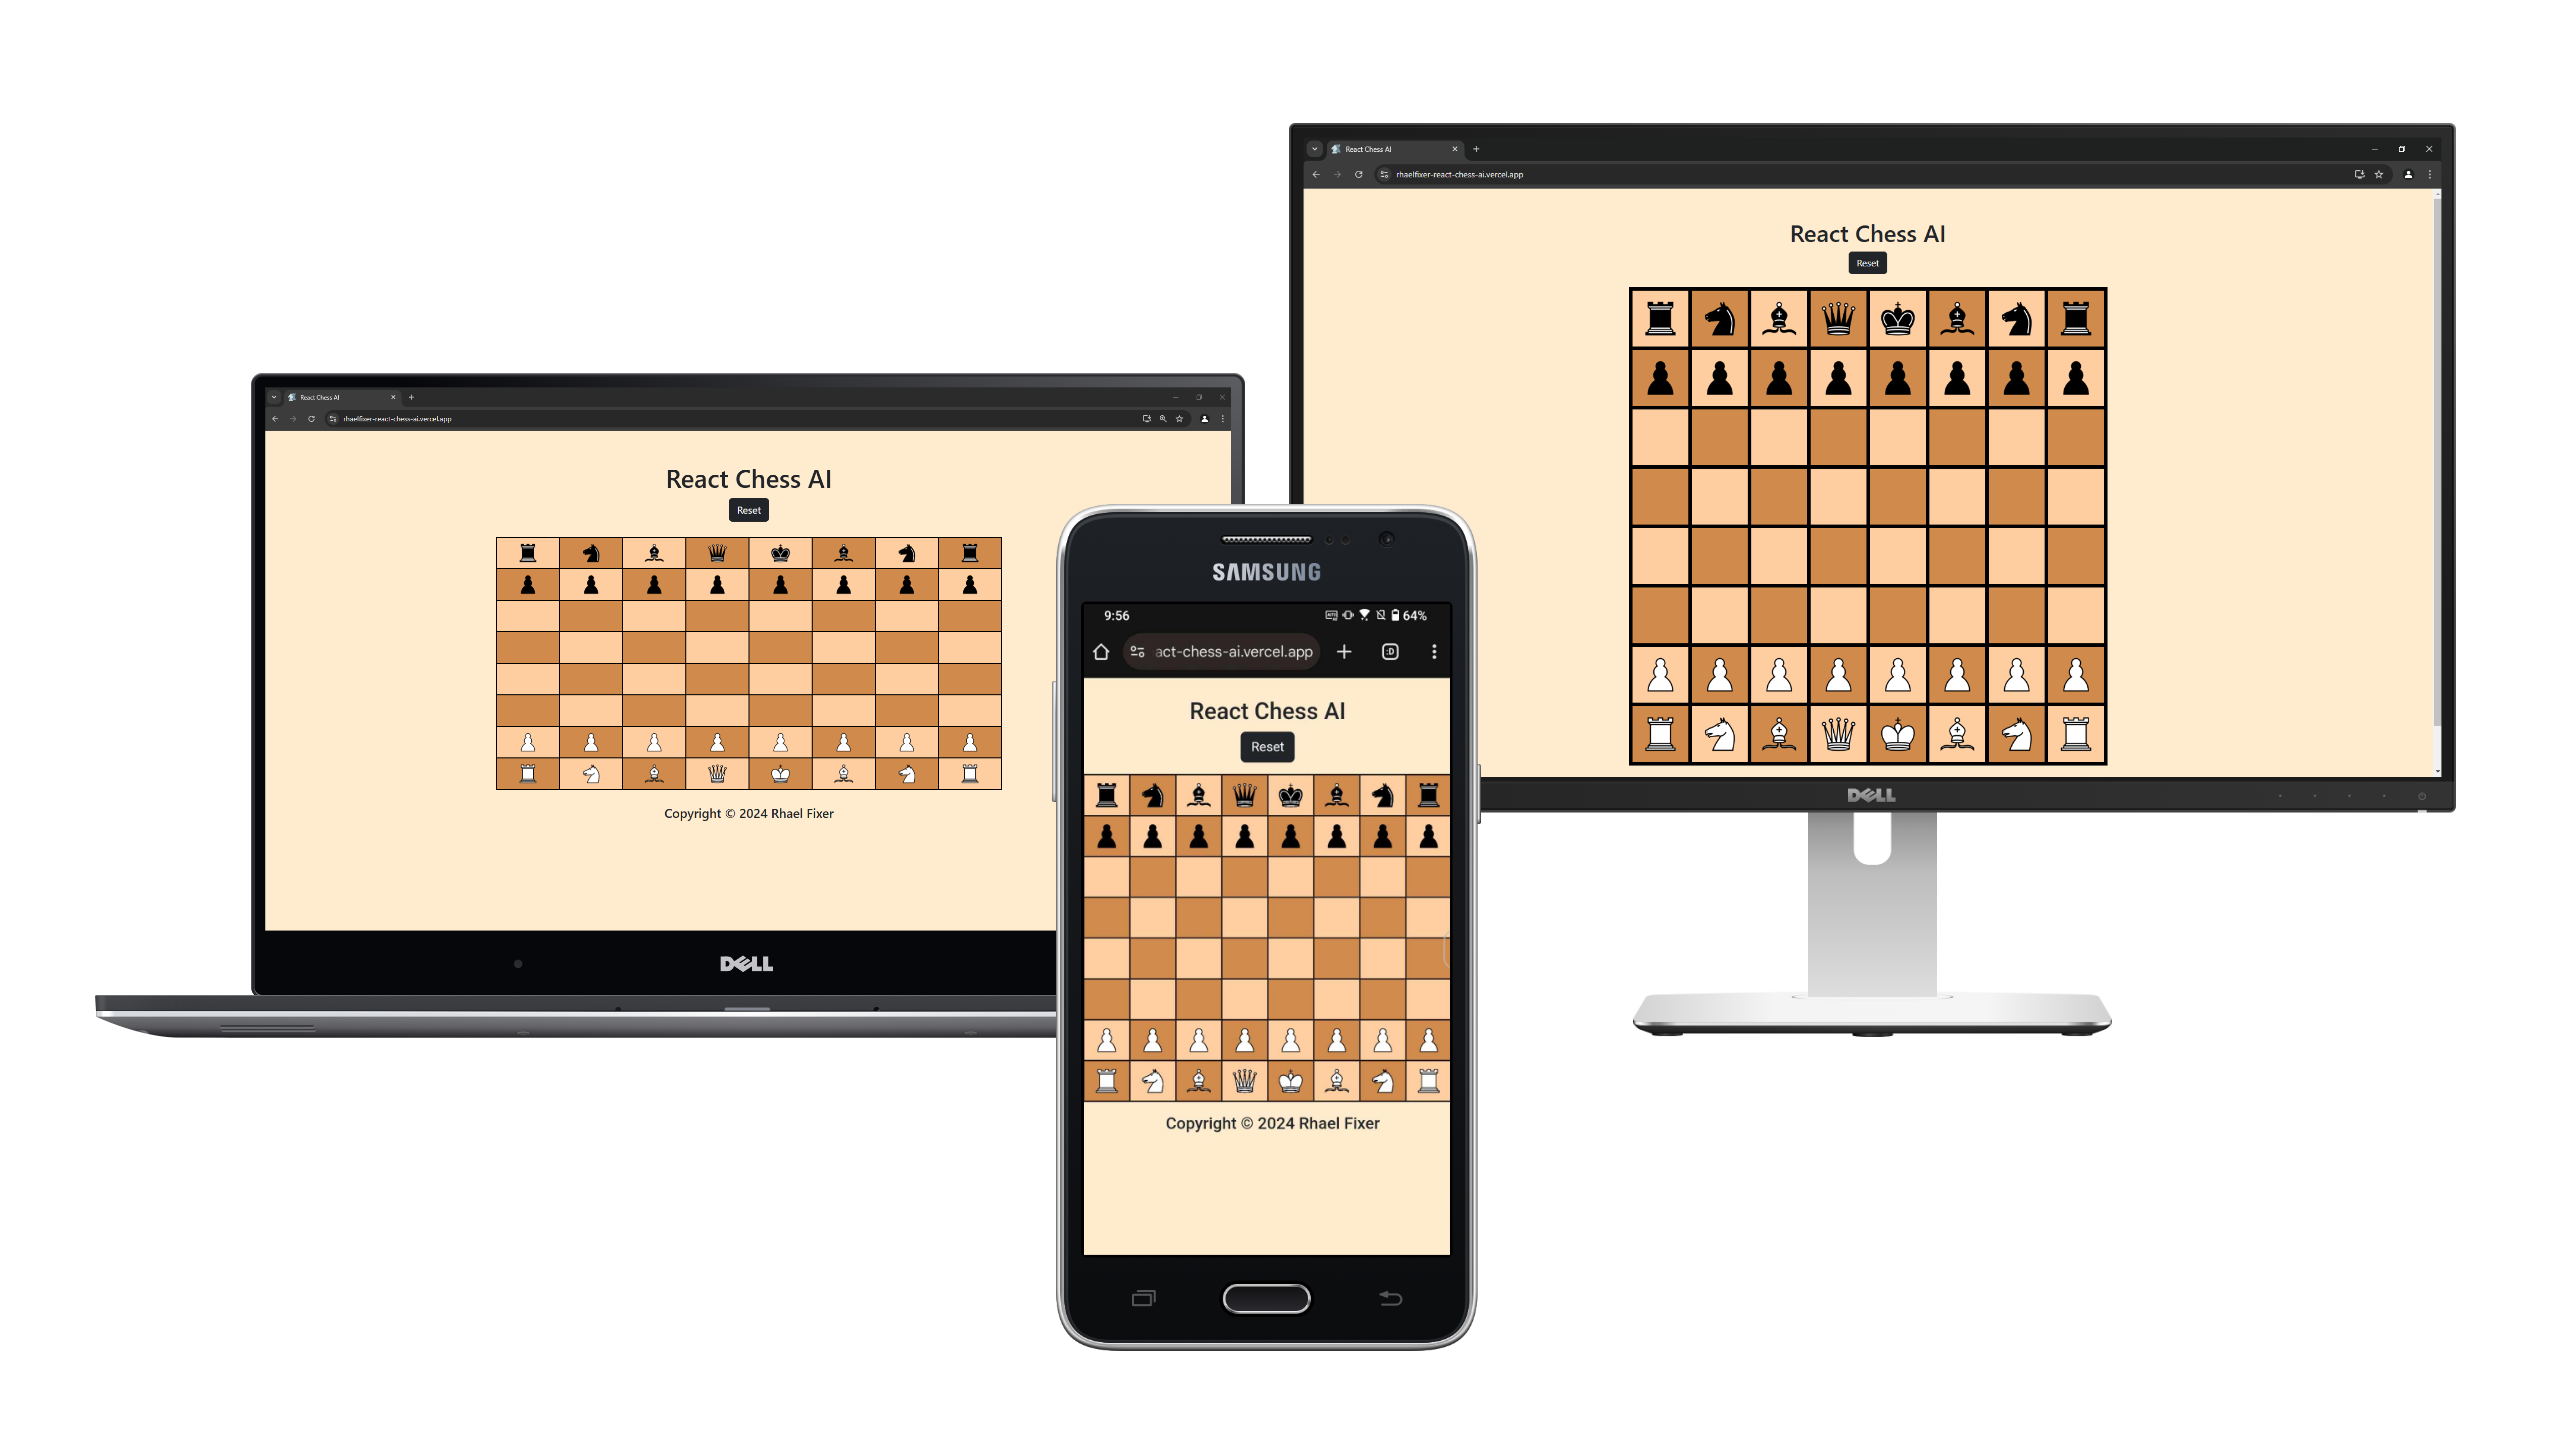 React Chess AI
rhaelfixer-react-chess-ai.vercel.app
React Chess AI
Reset
Copyright © 2024 Rhael Fixer
DELL
SAMSUNG
9:56
64%
act-chess-ai.vercel.app
:D
React Chess AI
Reset
Copyright © 2024 Rhael Fixer
React Chess AI
rhaelfixer-react-chess-ai.vercel.app
React Chess AI
Reset
DELL